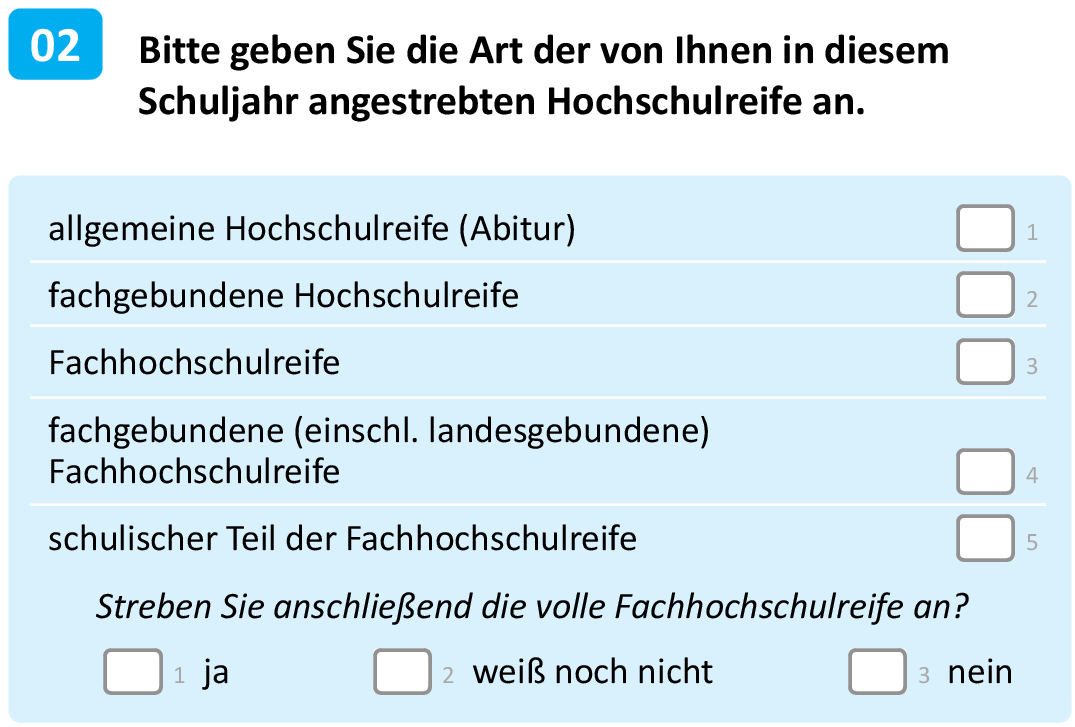 02
Bitte geben Sie die Art der von Ihnen in diesem
Schuljahr angestrebten Hochschulreife an.
allgemeine Hochschulreife (Abitur) 1
fachgebundene Hochschulreife 2
Fachhochschulreife 3
fachgebundene (einschl. landesgebundene)
Fachhochschulreife 4
schulischer Teil der Fachhochschulreife 5
Streben Sie anschließend die volle Fachhochschulreife an?
1 ja 2 weiß noch nicht 3 nein